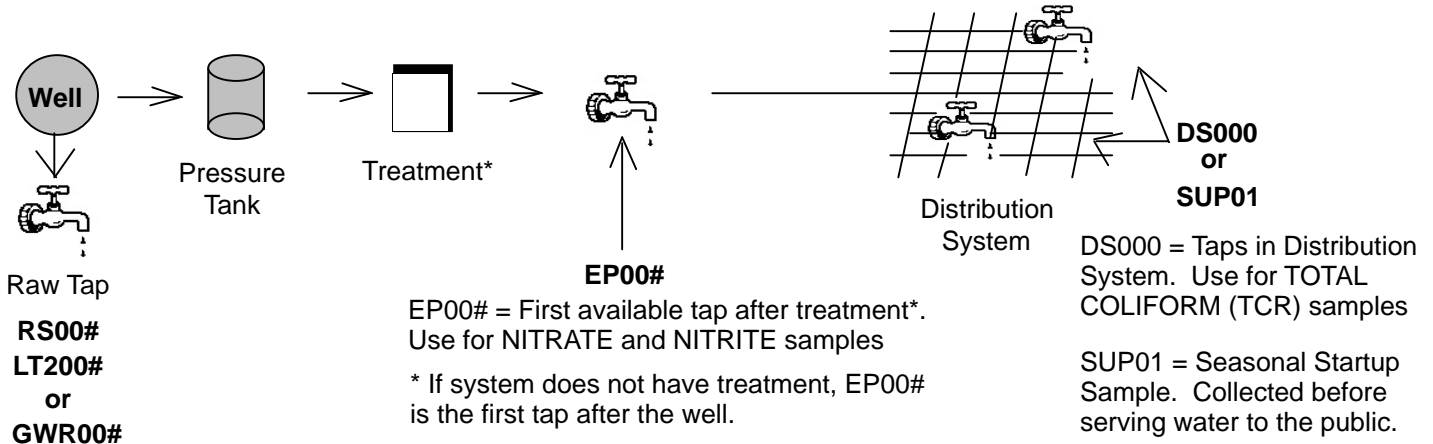 Well
Pressure
Tank
Treatment*
Distribution
System
Raw Tap
RS00#
LT200#
or
GWR00#
EP00#
EP00# = First available tap after treatment*.
Use for NITRATE and NITRITE samples
* If system does not have treatment, EP00#
is the first tap after the well.
DS000
or
SUP01
DS000 = Taps in Distribution
System. Use for TOTAL
COLIFORM (TCR) samples
SUP01 = Seasonal Startup
Sample. Collected before
serving water to the public.